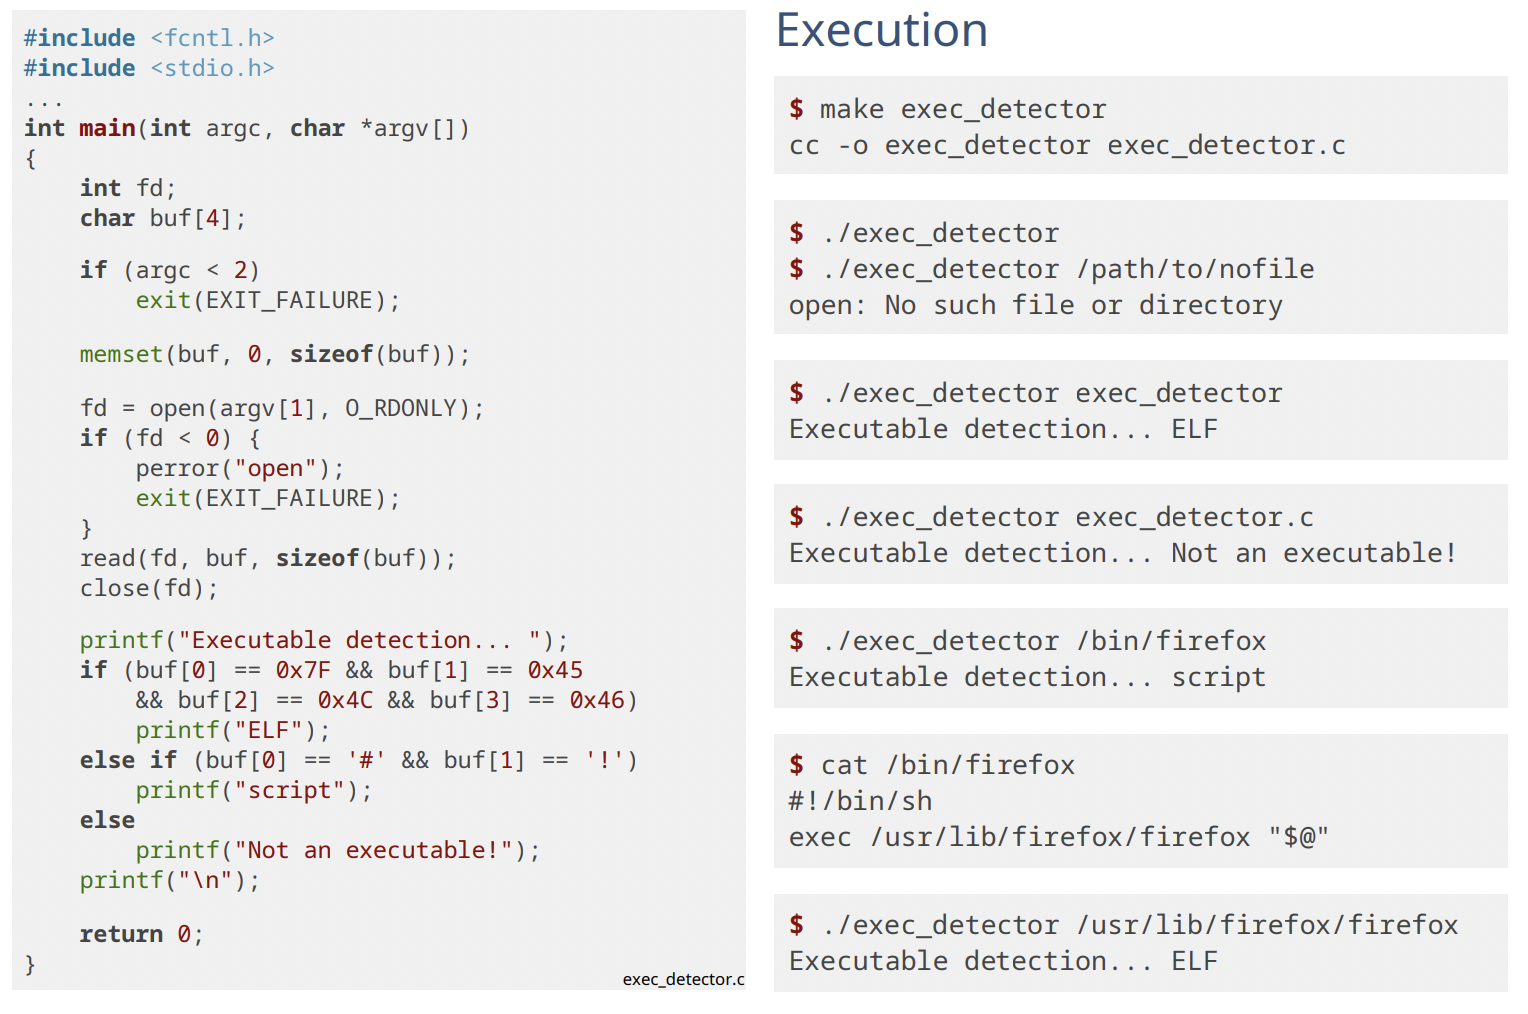 #include <fcntl.h>
#include <stdio.h>
...
int main(int argc, char *argv[])
{
    int fd;
    char buf[4];
    if (argc < 2)
        exit(EXIT_FAILURE);
    memset(buf, 0, sizeof(buf));
    fd = open(argv[1], O_RDONLY);
    if (fd < 0) {
        perror("open");
        exit(EXIT_FAILURE);
    }
    read(fd, buf, sizeof(buf));
    close(fd);
    printf("Executable detection... ");
    if (buf[0] == 0x7F && buf[1] == 0x45
        && buf[2] == 0x4C && buf[3] == 0x46)
        printf("ELF");
    else if (buf[0] == '#' && buf[1] == '!')
        printf("script");
    else
        printf("Not an executable!");
    printf("\n");
    return 0;
}
exec_detector.c
Execution
$ make exec_detector
cc -o exec_detector exec_detector.c
$ ./exec_detector
$ ./exec_detector /path/to/nofile
open: No such file or directory
$ ./exec_detector exec_detector
Executable detection... ELF
$ ./exec_detector exec_detector.c
Executable detection... Not an executable!
$ ./exec_detector /bin/firefox
Executable detection... script
$ cat /bin/firefox
#!/bin/sh
exec /usr/lib/firefox/firefox "$@"
$ ./exec_detector /usr/lib/firefox/firefox
Executable detection... ELF